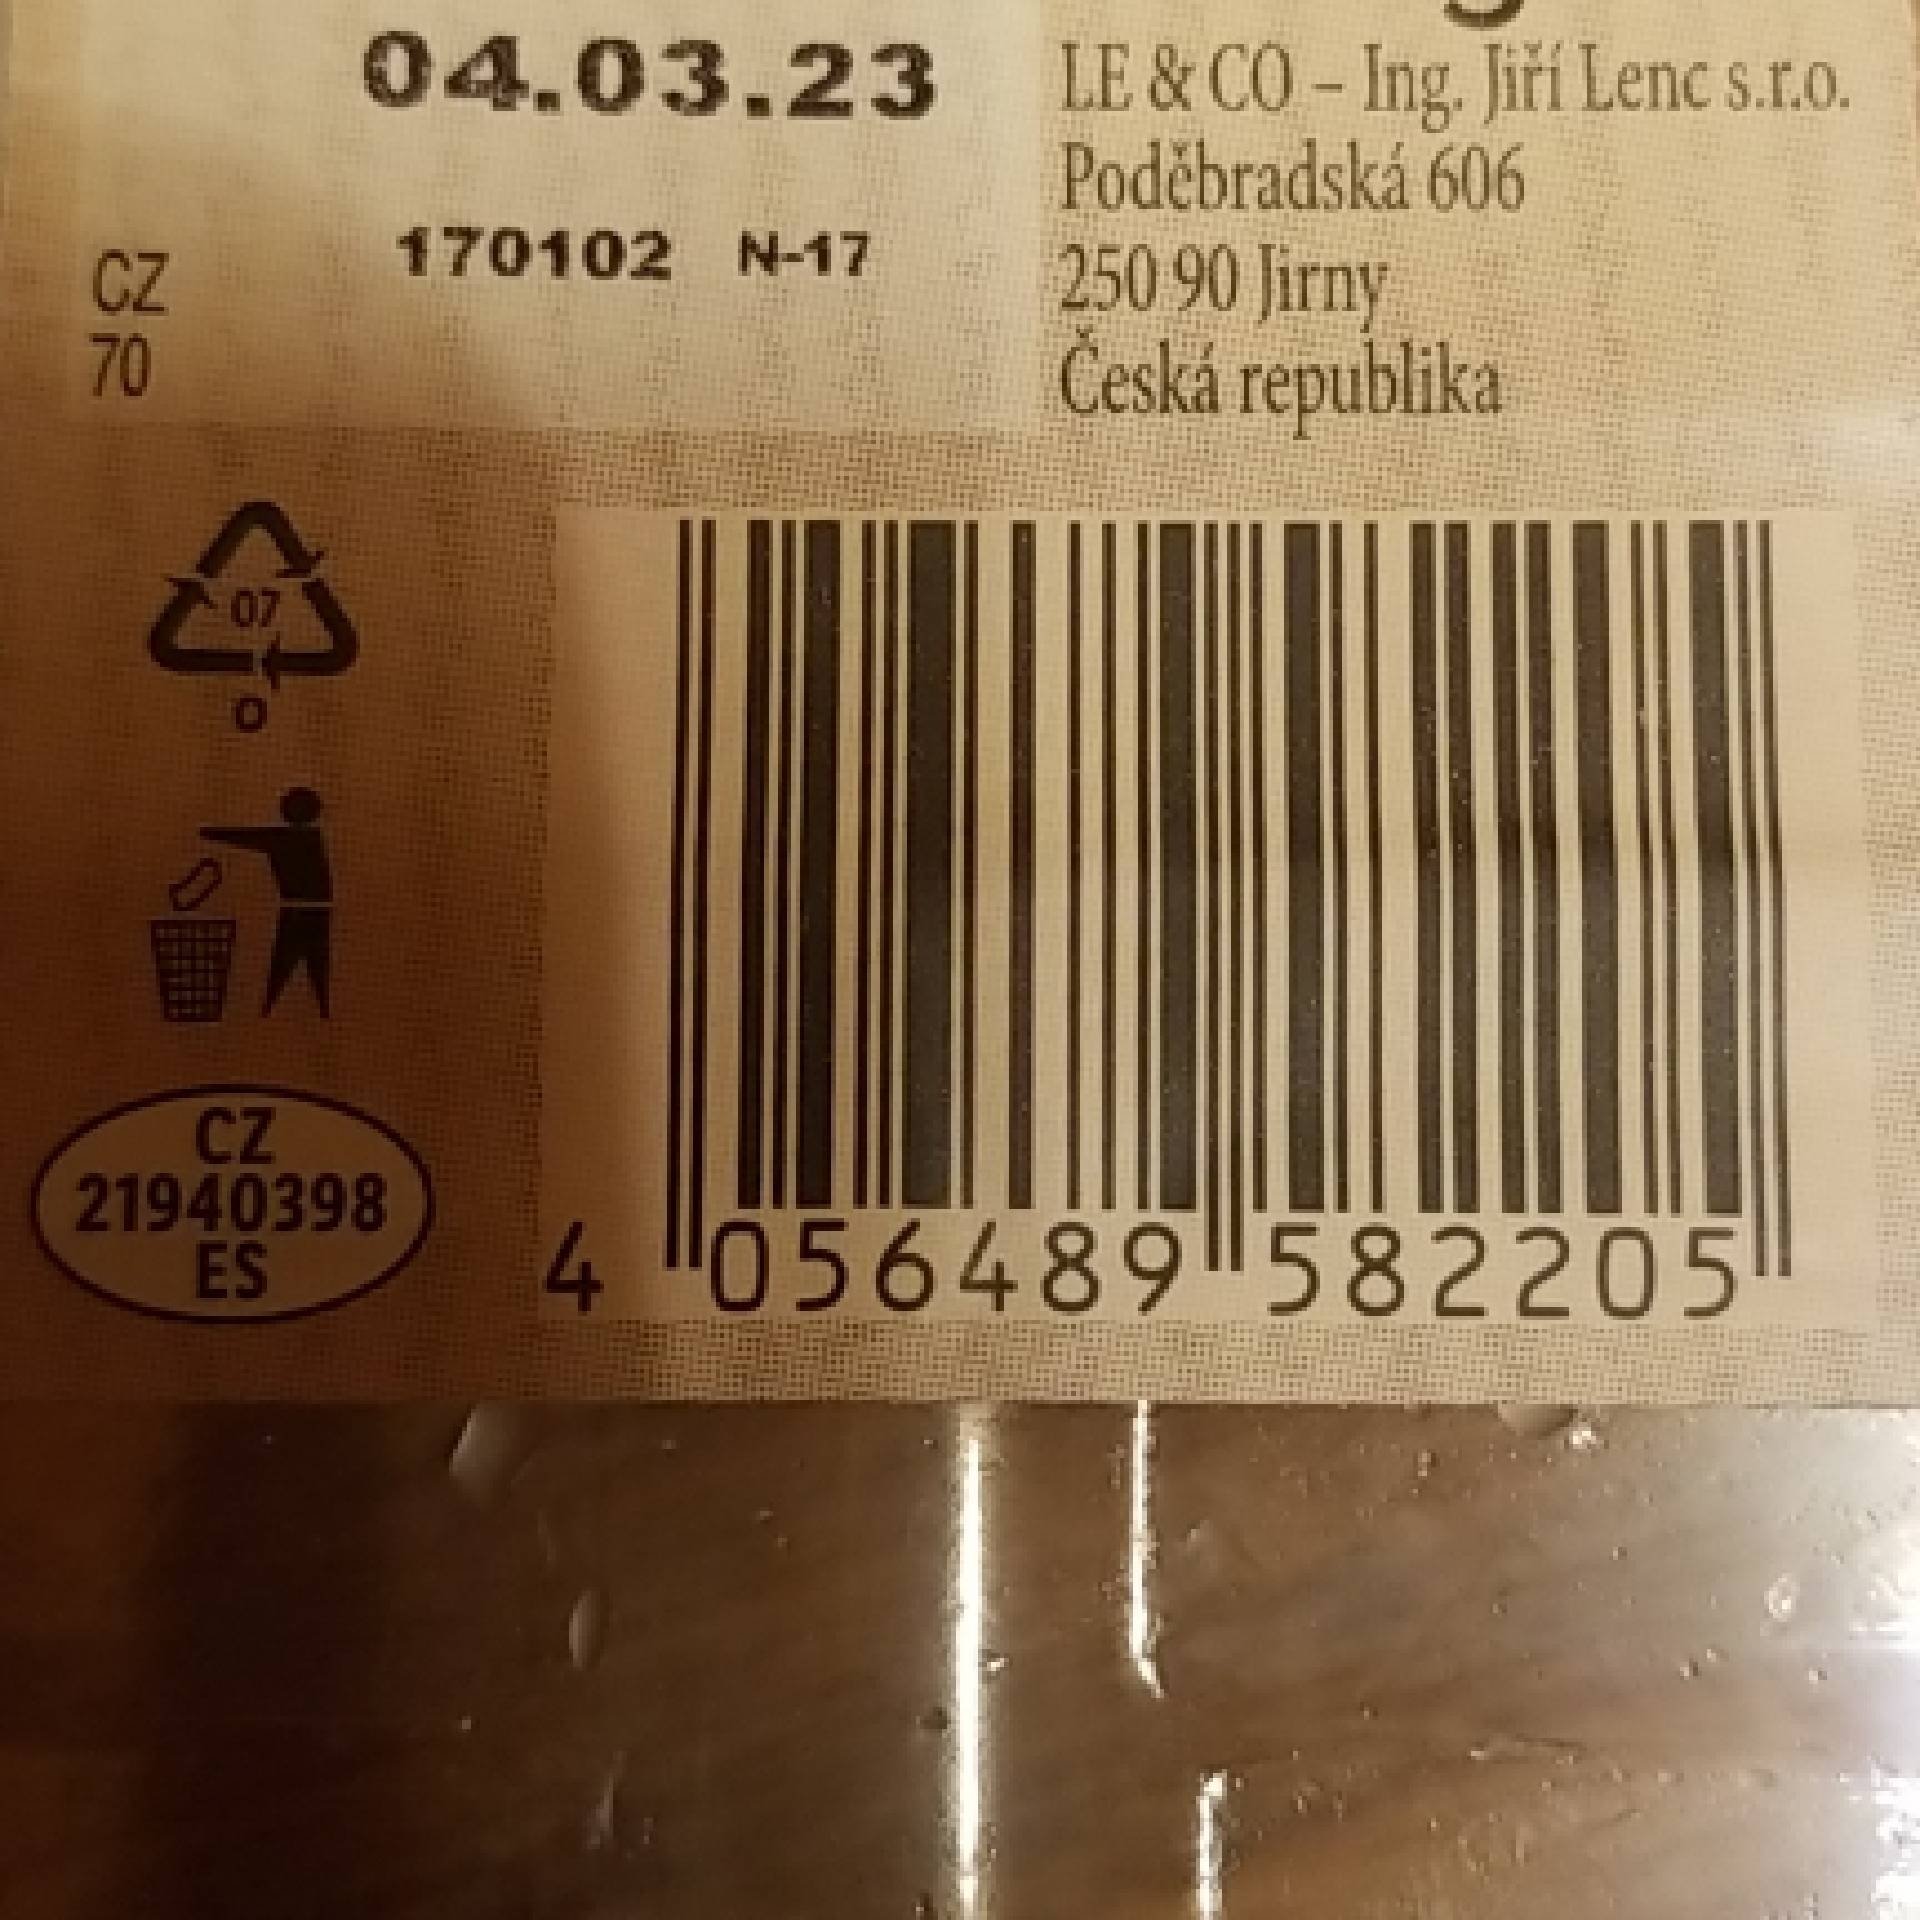 04.03.23
170102 N-17
CZ
70
LE & CO – Ing. Jiří Lenc s.r.o.
Poděbradská 606
250 90 Jirny
Česká republika
07
O
CZ
21940398
ES
4 056489 582205